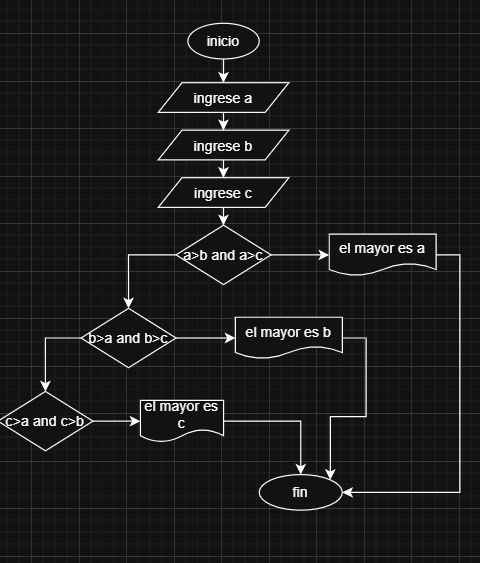 inicio
ingrese a
ingrese b
ingrese c
a>b and a>c
el mayor es a
b>a and b>c
el mayor es b
c>a and c>b
el mayor es
c
fin